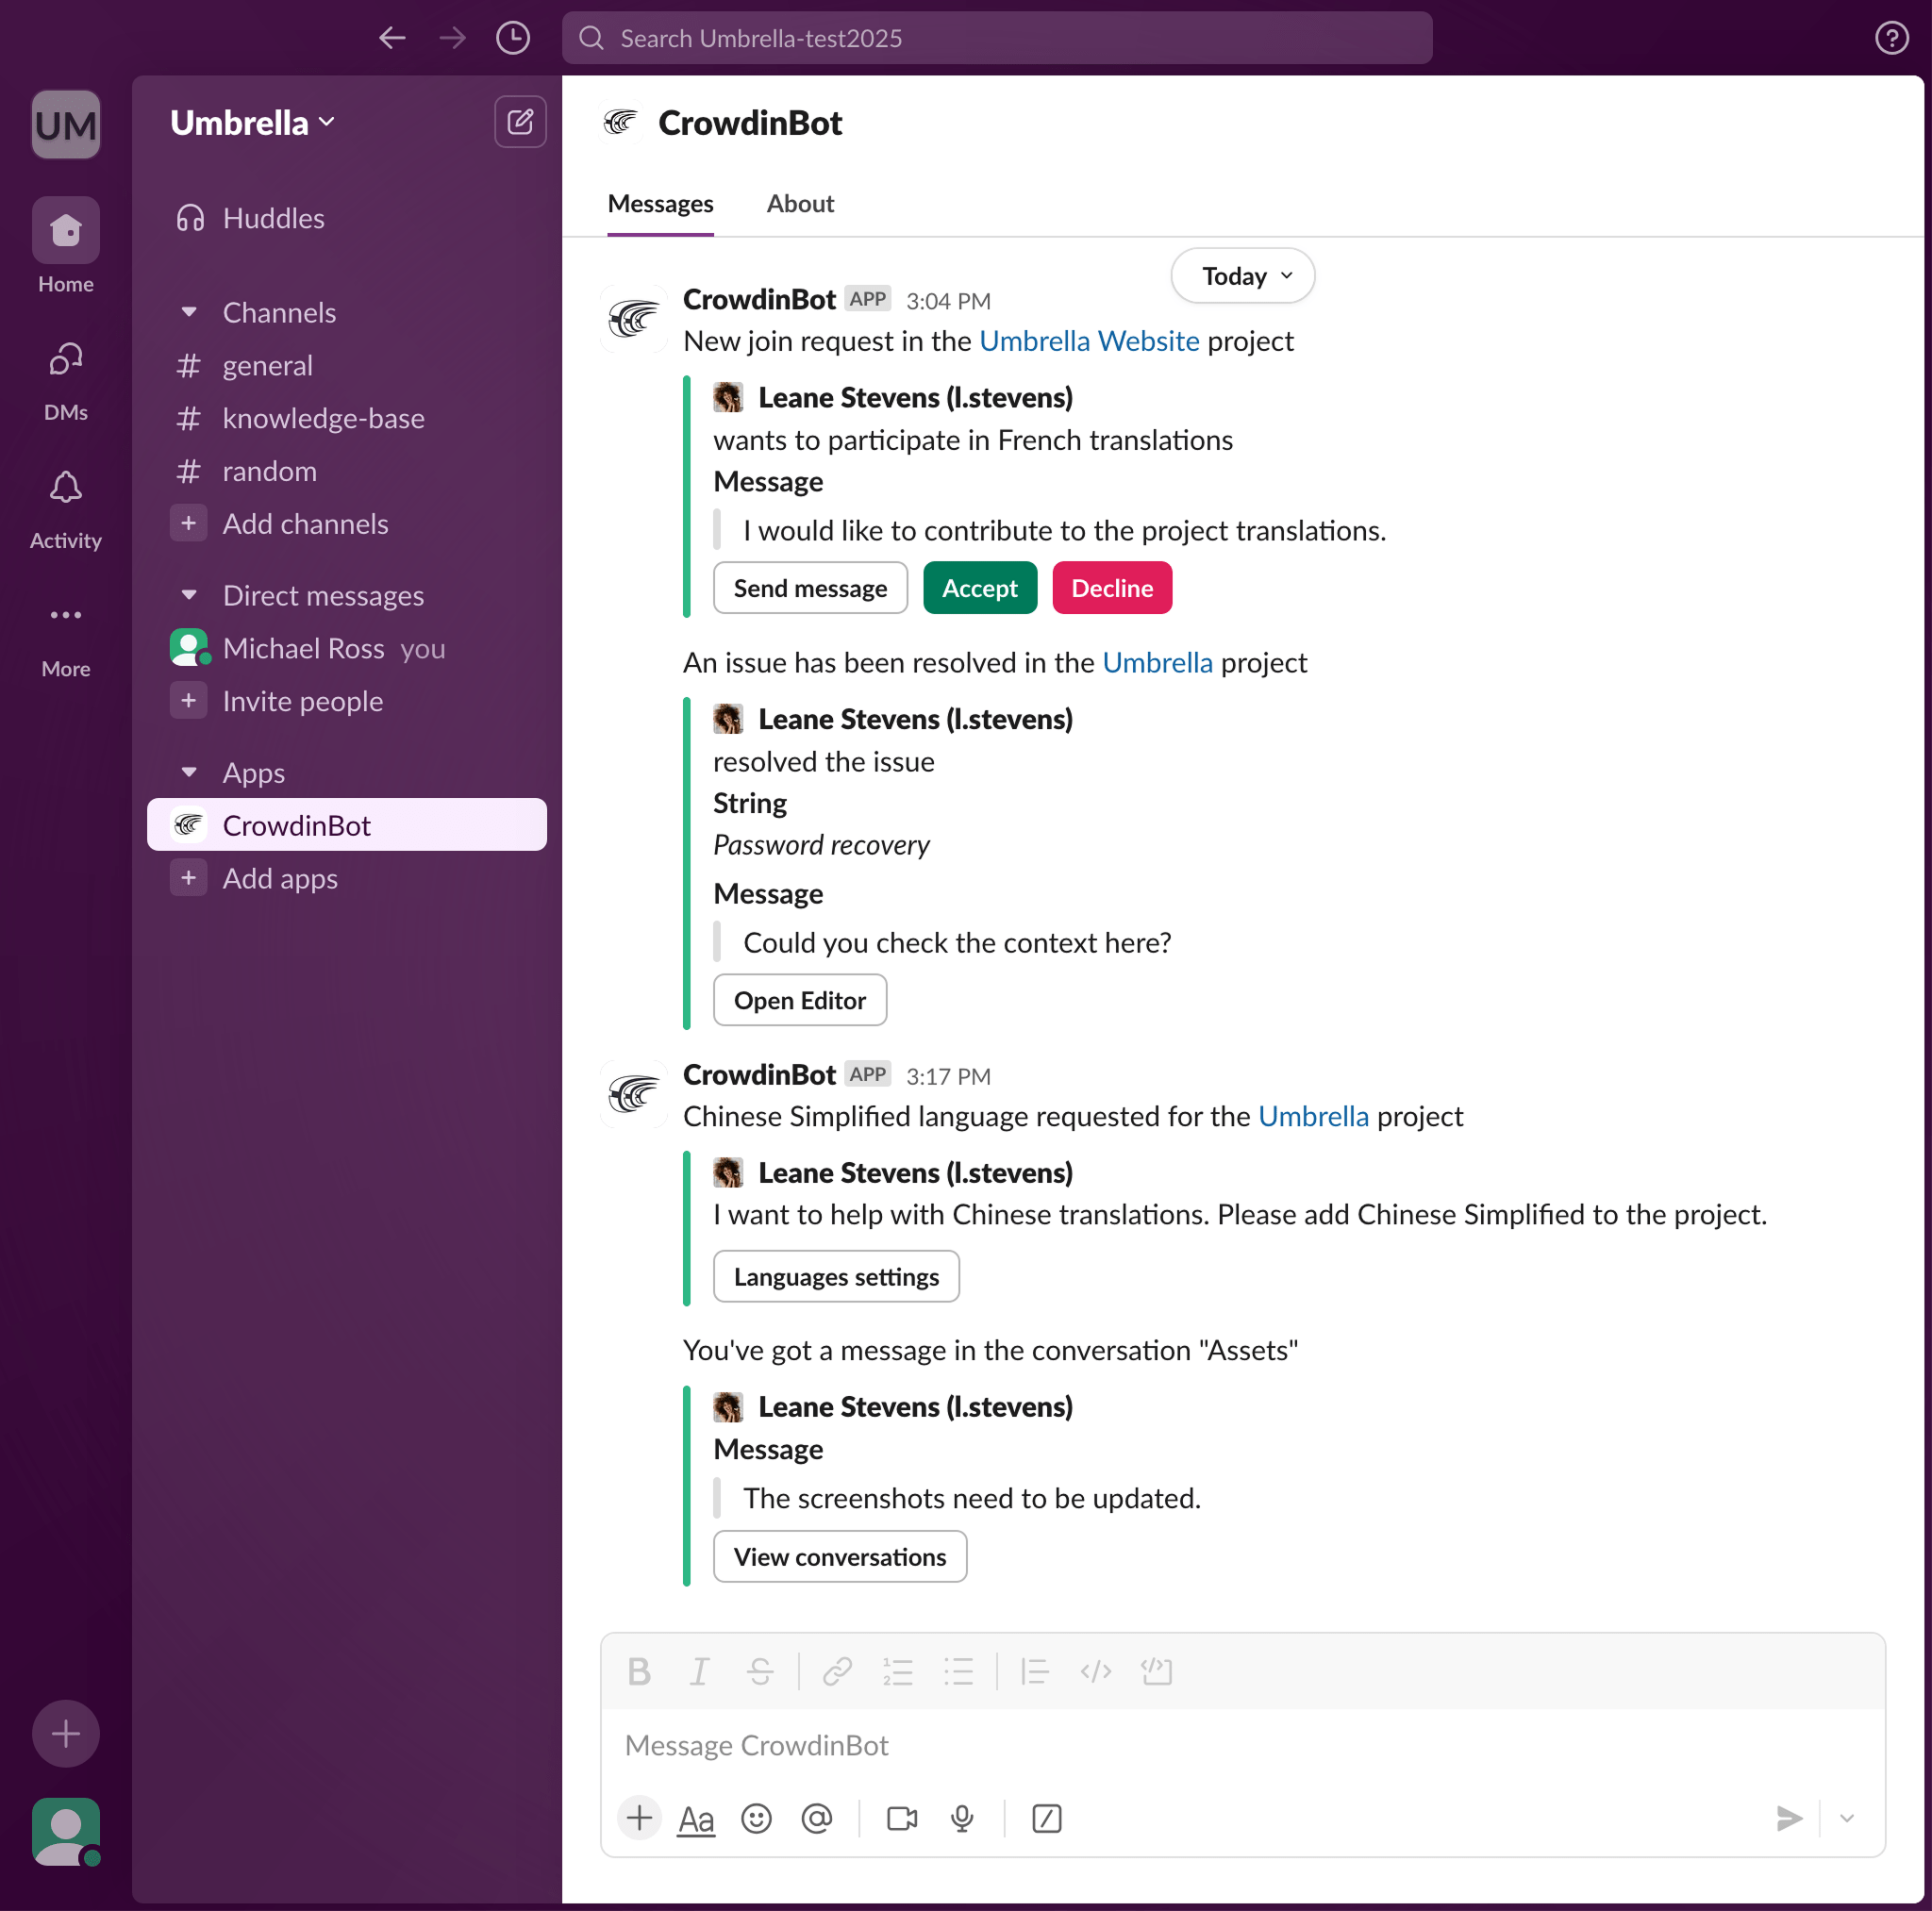 Search Umbrella-test2025
UM
Home
DMs
Activity
More
Umbrella
Huddles
Channels
# general
# knowledge-base
# random
+ Add channels
Direct messages
Michael Ross you
+ Invite people
Apps
CrowdinBot
+ Add apps
CrowdinBot
Messages About
Today
CrowdinBot APP 3:04 PM
New join request in the Umbrella Website project
Leane Stevens (l.stevens)
wants to participate in French translations
Message
I would like to contribute to the project translations.
Send message Accept Decline
An issue has been resolved in the Umbrella project
Leane Stevens (l.stevens)
resolved the issue
String
Password recovery
Message
Could you check the context here?
Open Editor
CrowdinBot APP 3:17 PM
Chinese Simplified language requested for the Umbrella project
Leane Stevens (l.stevens)
I want to help with Chinese translations. Please add Chinese Simplified to the project.
Languages settings
You've got a message in the conversation "Assets"
Leane Stevens (l.stevens)
Message
The screenshots need to be updated.
View conversations
Message CrowdinBot
Aa